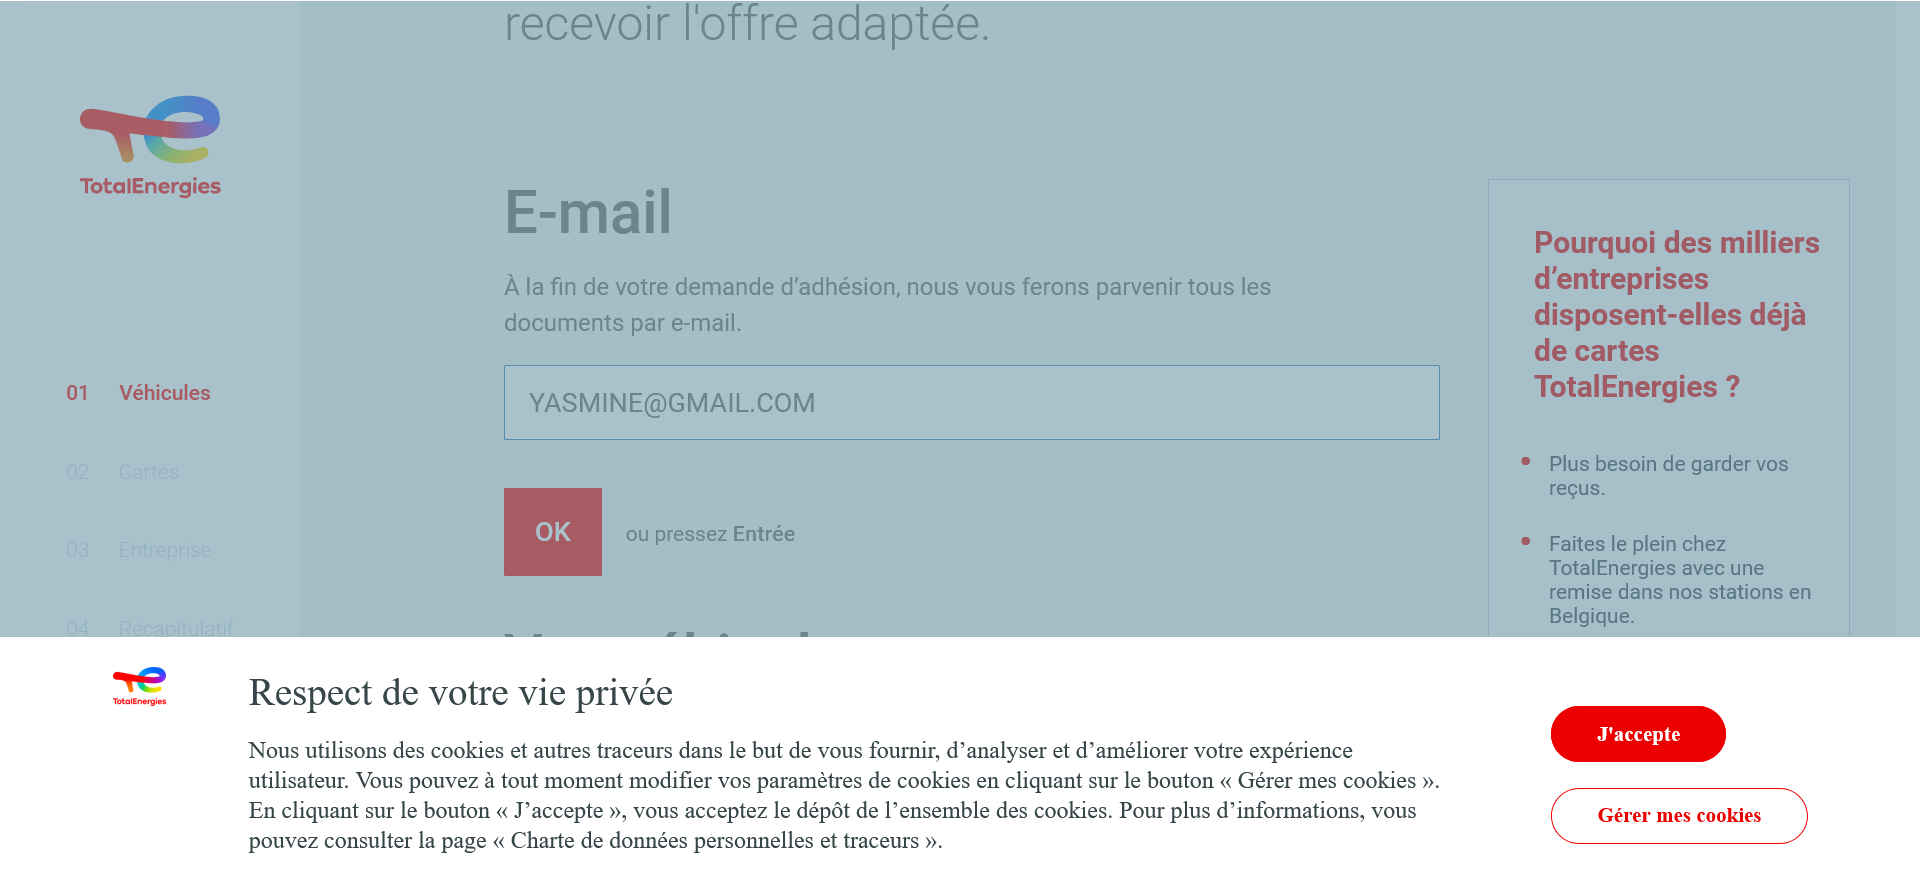 recevoir l'offre adaptée.
TotalEnergies
01 Véhicules
02 Cartes
03 Entreprise
04 Récapitulatif
E-mail
À la fin de votre demande d’adhésion, nous vous ferons parvenir tous les
documents par e-mail.
YASMINE@GMAIL.COM
OK
ou pressez Entrée
Pourquoi des milliers
d’entreprises
disposent-elles déjà
de cartes
TotalEnergies ?
Plus besoin de garder vos
reçus.
Faites le plein chez
TotalEnergies avec une
remise dans nos stations en
Belgique.
TotalEnergies
Respect de votre vie privée
Nous utilisons des cookies et autres traceurs dans le but de vous fournir, d’analyser et d’améliorer votre expérience
utilisateur. Vous pouvez à tout moment modifier vos paramètres de cookies en cliquant sur le bouton « Gérer mes cookies ».
En cliquant sur le bouton « J’accepte », vous acceptez le dépôt de l’ensemble des cookies. Pour plus d’informations, vous
pouvez consulter la page « Charte de données personnelles et traceurs ».
J'accepte
Gérer mes cookies